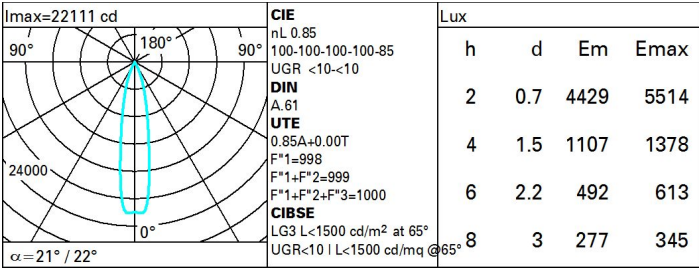 Imax=22111 cd
90° 180° 90°
24000
0°
α=21° / 22°
CIE
nL 0.85
100-100-100-100-85
UGR <10-<10
DIN
A.61
UTE
0.85A+0.00T
F"1=998
F"1+F"2=999
F"1+F"2+F"3=1000
CIBSE
LG3 L<1500 cd/m² at 65°
UGR<10 | L<1500 cd/mq @65°
Lux
h d Em Emax
2 0.7 4429 5514
4 1.5 1107 1378
6 2.2 492 613
8 3 277 345